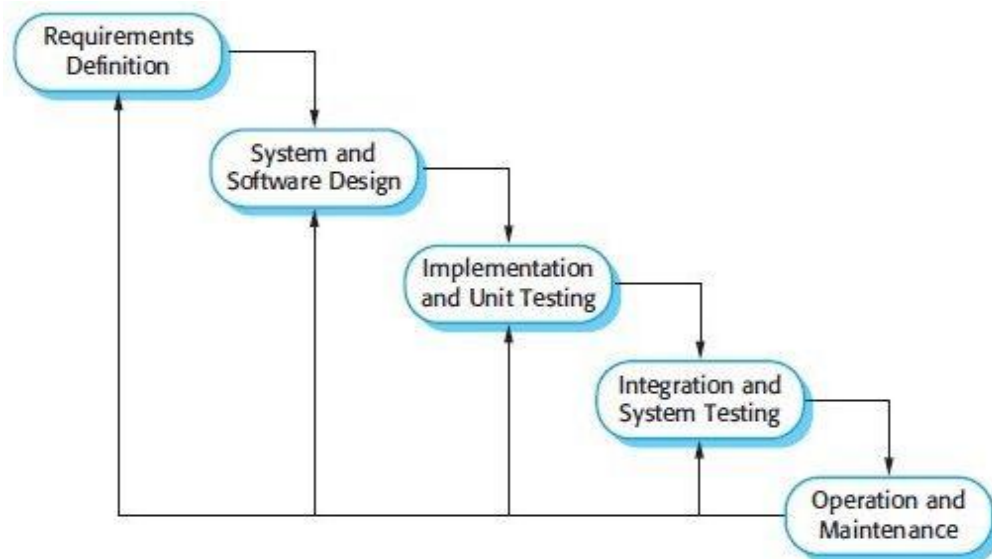 Requirements
Definition
System and
Software Design
Implementation
and Unit Testing
Integration and
System Testing
Operation and
Maintenance